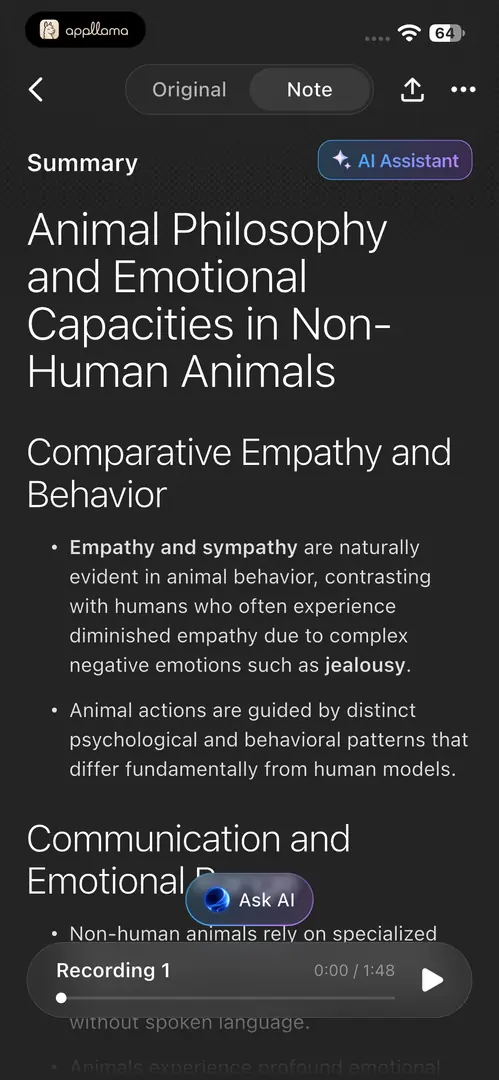 appllama
64
Original
Note
Summary
AI Assistant
Animal Philosophy
and Emotional
Capacities in Non-
Human Animals
Comparative Empathy and
Behavior
• Empathy and sympathy are naturally
evident in animal behavior, contrasting
with humans who often experience
diminished empathy due to complex
negative emotions such as jealousy.
• Animal actions are guided by distinct
psychological and behavioral patterns that
differ fundamentally from human models.
Communication and
Emotional
Ask AI
• Non-human animals rely on specialized
Recording 1
0:00 / 1:48
without spoken language.
• Animals experience profound emotional